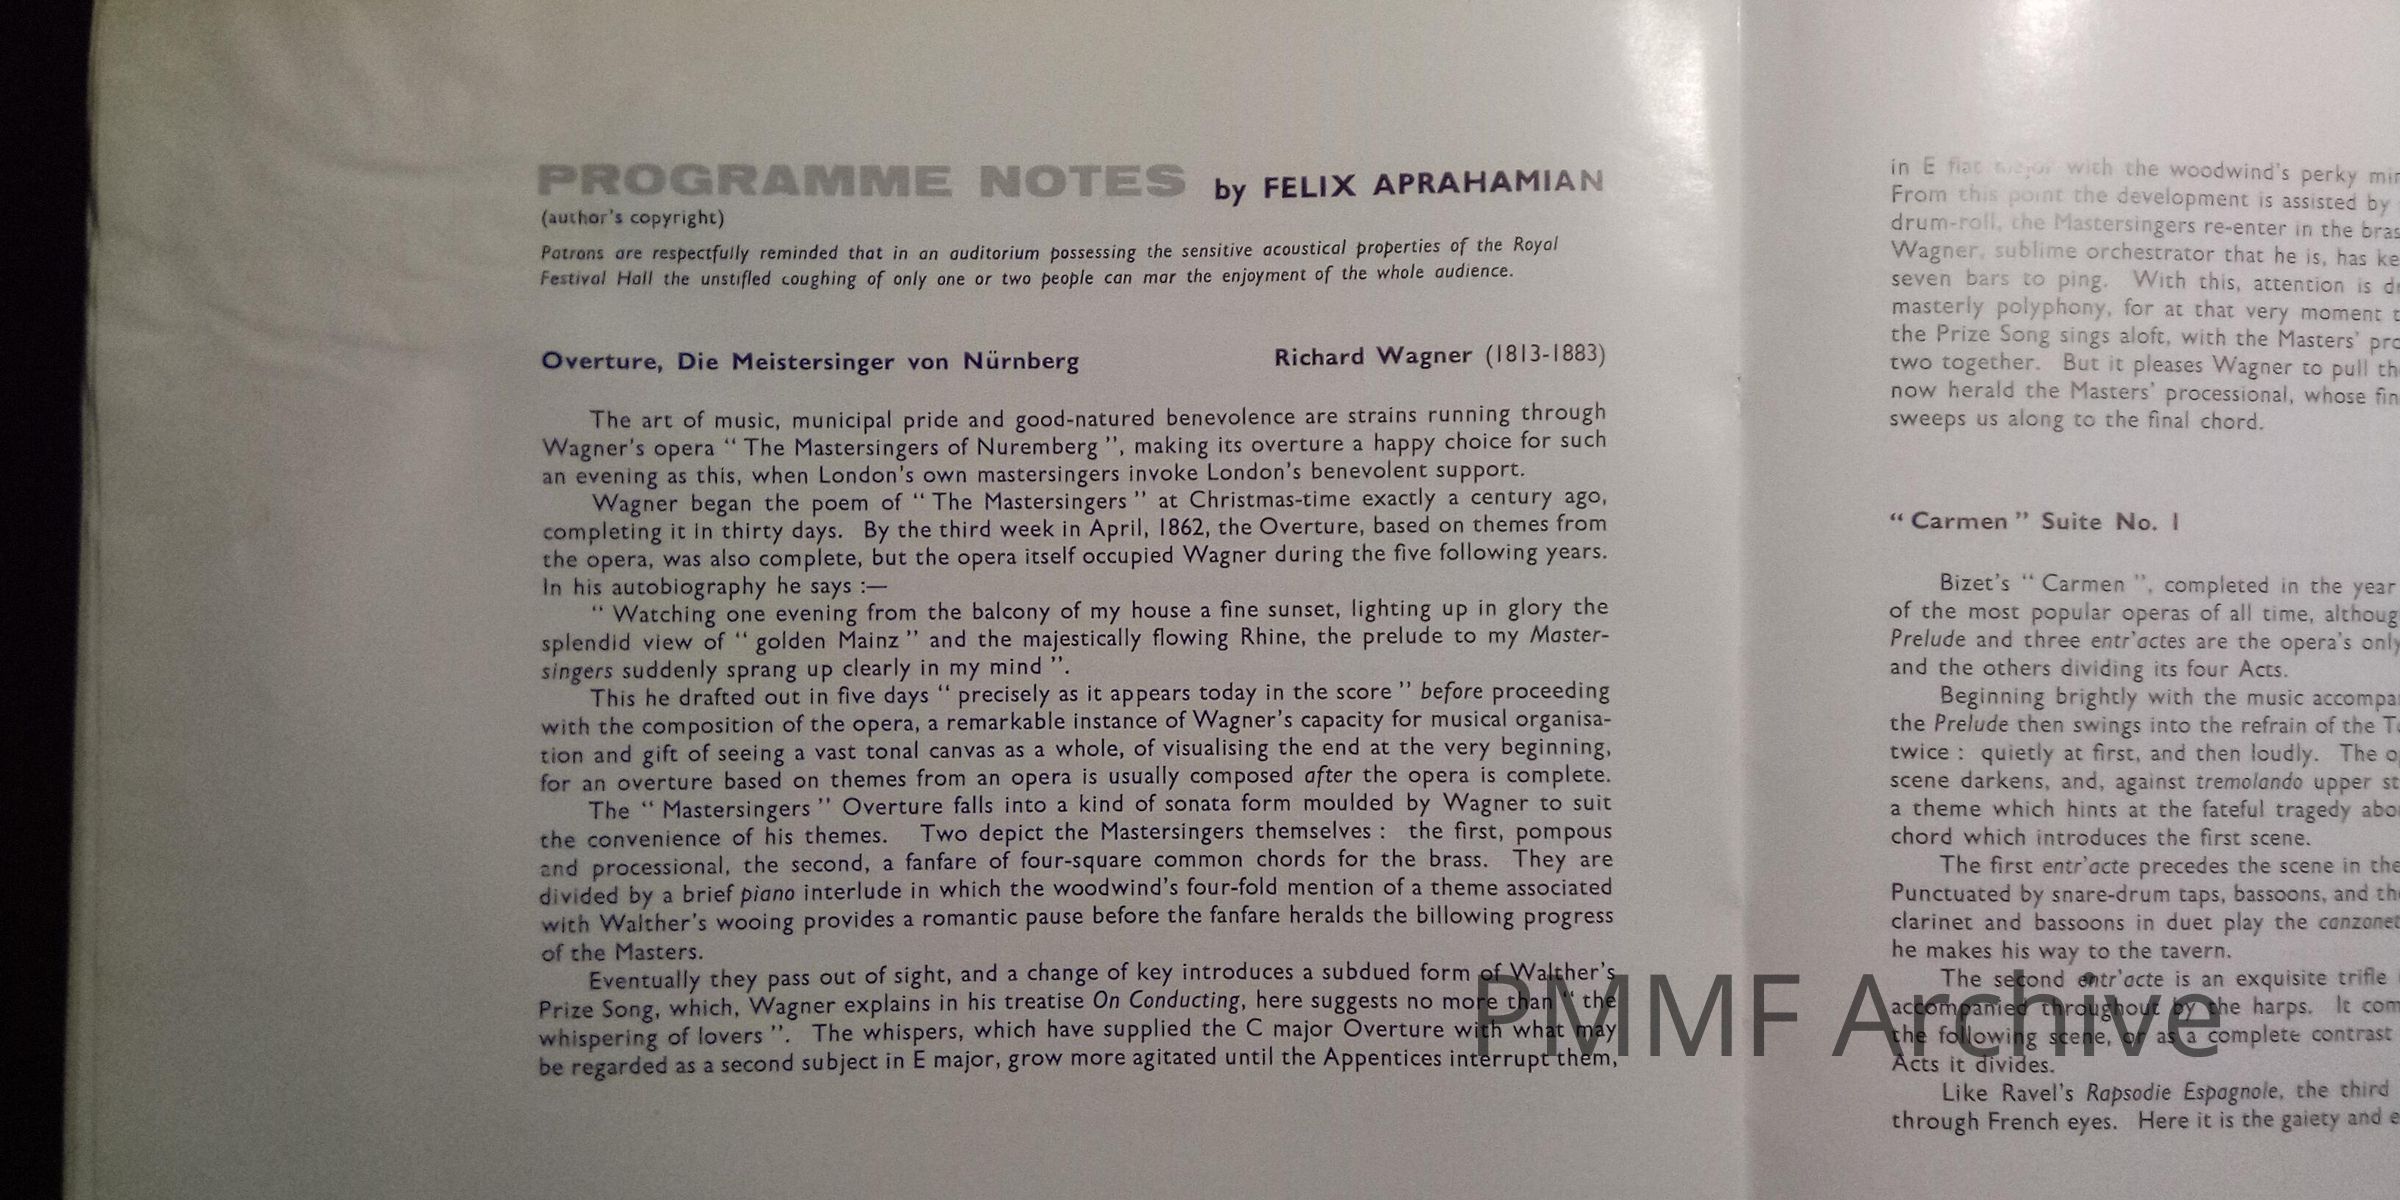 PROGRAMME NOTES by FELIX APRAHAMIAN
(author's copyright)
Patrons are respectfully reminded that in an auditorium possessing the sensitive acoustical properties of the Royal
Festival Hall the unstifled coughing of only one or two people can mar the enjoyment of the whole audience.
Overture, Die Meistersinger von Nürnberg Richard Wagner (1813-1883)
The art of music, municipal pride and good-natured benevolence are strains running through
Wagner's opera “ The Mastersingers of Nuremberg ”, making its overture a happy choice for such
an evening as this, when London's own mastersingers invoke London's benevolent support.
Wagner began the poem of “ The Mastersingers ” at Christmas-time exactly a century ago,
completing it in thirty days. By the third week in April, 1862, the Overture, based on themes from
the opera, was also complete, but the opera itself occupied Wagner during the five following years.
In his autobiography he says :—
“ Watching one evening from the balcony of my house a fine sunset, lighting up in glory the
splendid view of “ golden Mainz ” and the majestically flowing Rhine, the prelude to my Master-
singers suddenly sprang up clearly in my mind ”.
This he drafted out in five days “ precisely as it appears today in the score ” before proceeding
with the composition of the opera, a remarkable instance of Wagner's capacity for musical organisa-
tion and gift of seeing a vast tonal canvas as a whole, of visualising the end at the very beginning,
for an overture based on themes from an opera is usually composed after the opera is complete.
The “ Mastersingers ” Overture falls into a kind of sonata form moulded by Wagner to suit
the convenience of his themes. Two depict the Mastersingers themselves : the first, pompous
and processional, the second, a fanfare of four-square common chords for the brass. They are
divided by a brief piano interlude in which the woodwind's four-fold mention of a theme associated
with Walther's wooing provides a romantic pause before the fanfare heralds the billowing progress
of the Masters.
Eventually they pass out of sight, and a change of key introduces a subdued form of Walther's
Prize Song, which, Wagner explains in his treatise On Conducting, here suggests no more than “ the
whispering of lovers ”. The whispers, which have supplied the C major Overture with what may
be regarded as a second subject in E major, grow more agitated until the Apprentices interrupt them,
in E flat major with the woodwind's perky
From this point the development is assisted by
drum-roll, the Mastersingers re-enter in the
Wagner, sublime orchestrator that he is, has
seven bars to ping. With this, attention is
masterly polyphony, for at that very moment
the Prize Song sings aloft, with the Masters'
two together. But it pleases Wagner to pull
now herald the Masters' processional, whose
sweeps us along to the final chord.
“ Carmen ” Suite No. 1
Bizet's “ Carmen ”, completed in the year
of the most popular operas of all time,
Prelude and three entr'actes are the opera's only
and the others dividing its four Acts.
Beginning brightly with the music
the Prelude then swings into the refrain of the
twice : quietly at first, and then loudly. The
scene darkens, and, against tremolando upper
a theme which hints at the fateful tragedy
chord which introduces the first scene.
The first entr'acte precedes the scene in the
Punctuated by snare-drum taps, bassoons, and
clarinet and bassoons in duet play the
he makes his way to the tavern.
The second entr'acte is an exquisite trifle
accompanied throughout by the harps. It
the following scene, or as a complete contrast
Acts it divides.
Like Ravel's Rapsodie Espagnole, the third
through French eyes. Here it is the gaiety and
PMMF Archive